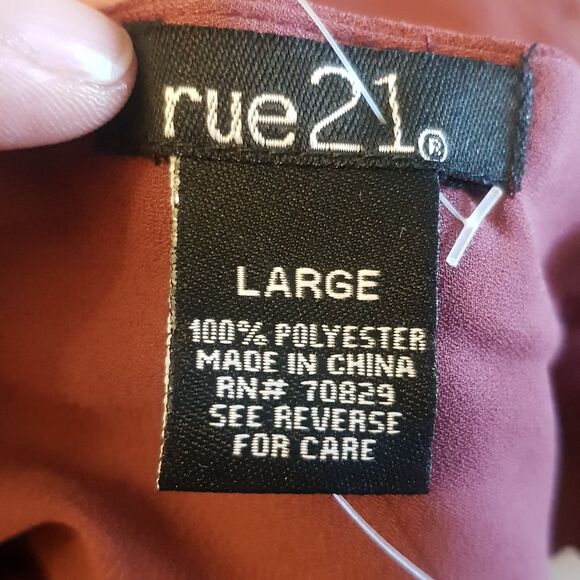 rue21®
LARGE
100% POLYESTER
MADE IN CHINA
RN# 70829
SEE REVERSE
FOR CARE